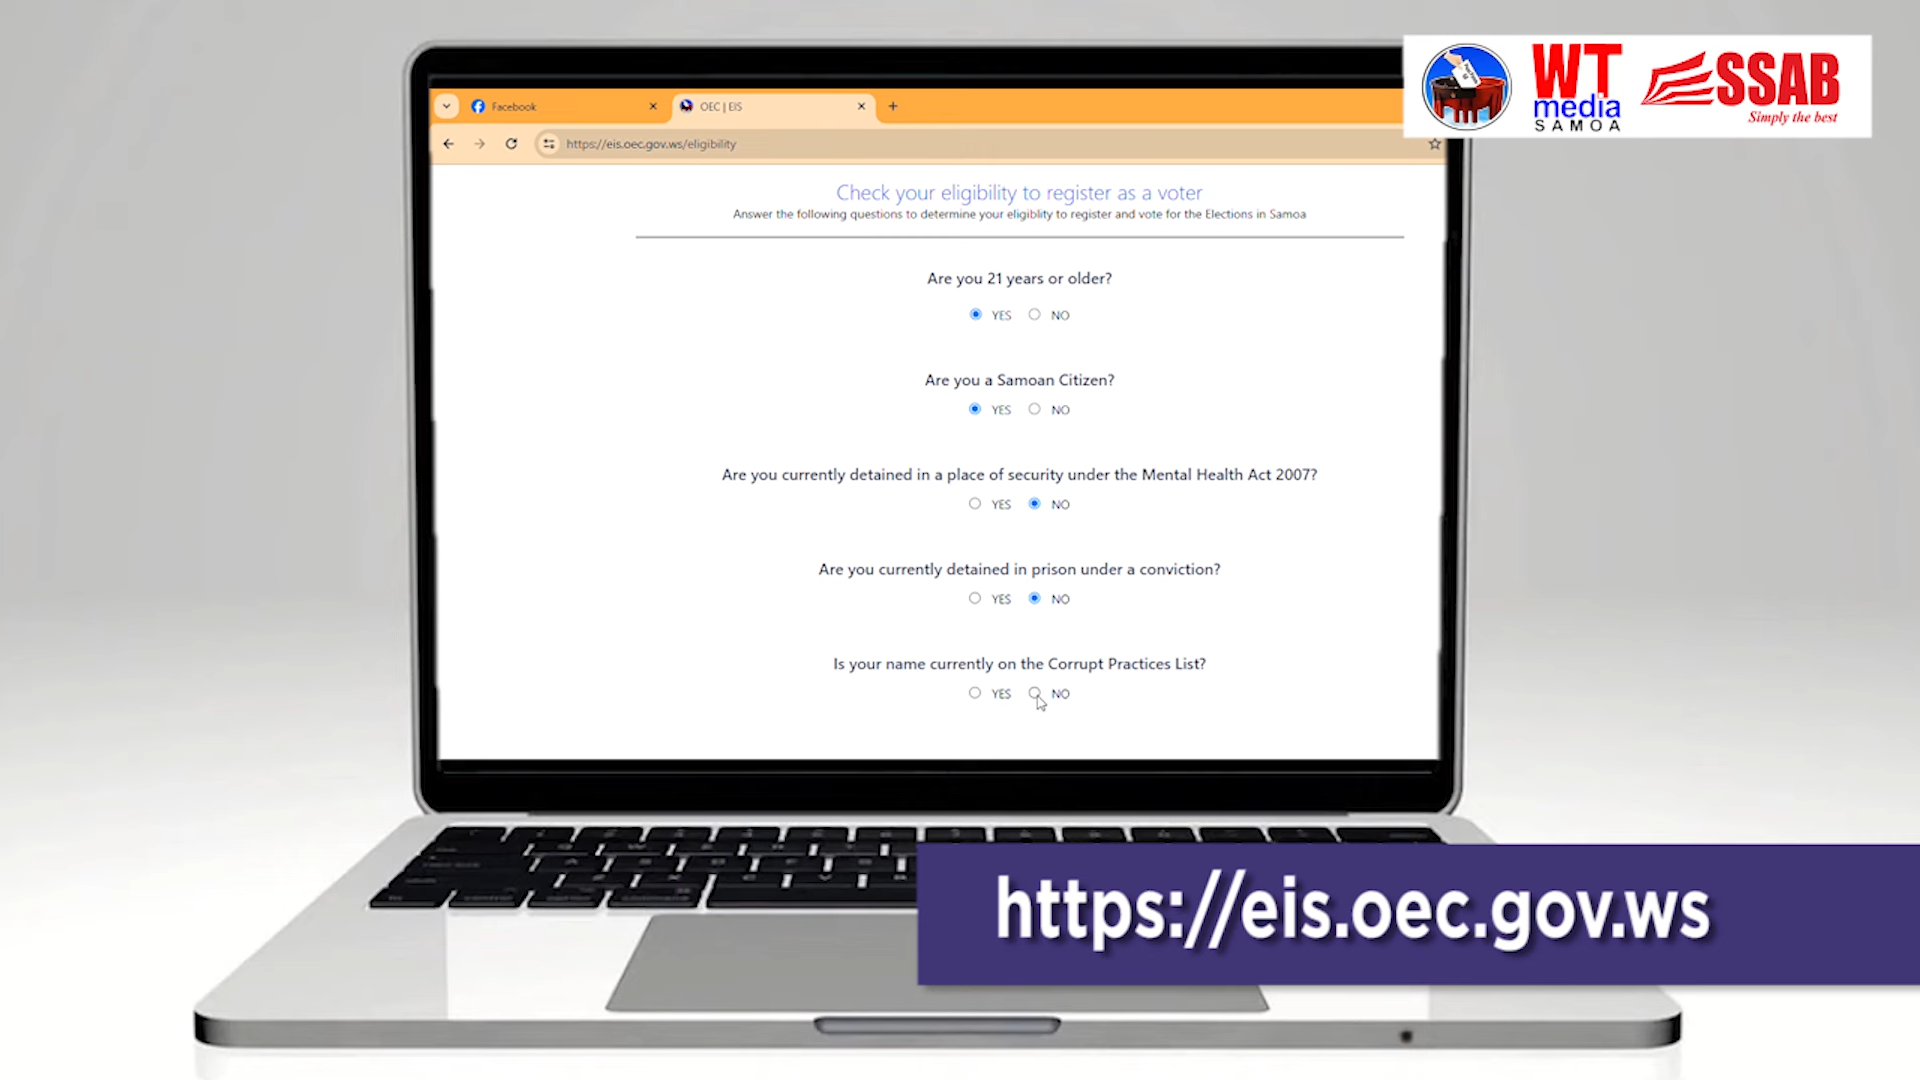 WT
media
SAMOA
SSAB
Simply the best
Facebook
OEC | EIS
https://eis.oec.gov.ws/eligibility
Check your eligibility to register as a voter
Answer the following questions to determine your eligiblity to register and vote for the Elections in Samoa
Are you 21 years or older?
YES NO
Are you a Samoan Citizen?
YES NO
Are you currently detained in a place of security under the Mental Health Act 2007?
YES NO
Are you currently detained in prison under a conviction?
YES NO
Is your name currently on the Corrupt Practices List?
YES NO
https://eis.oec.gov.ws